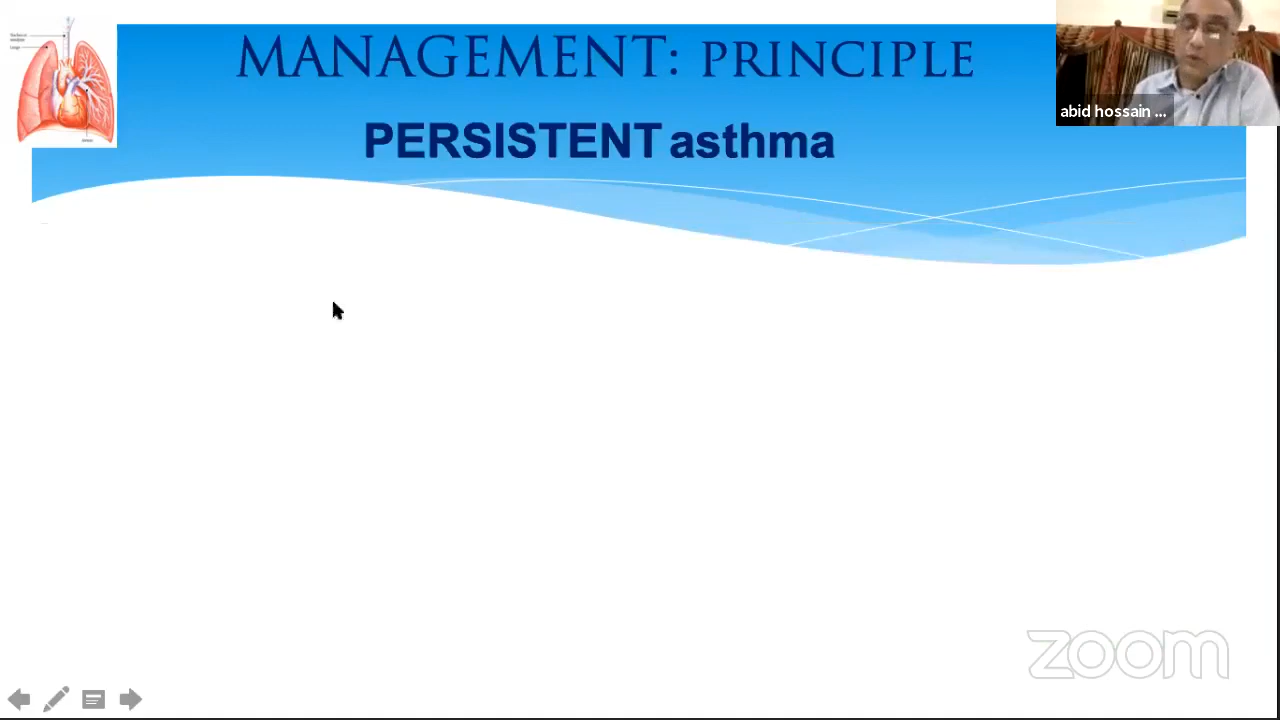 MANAGEMENT: PRINCIPLE
PERSISTENT asthma
abid hossain ...
zoom